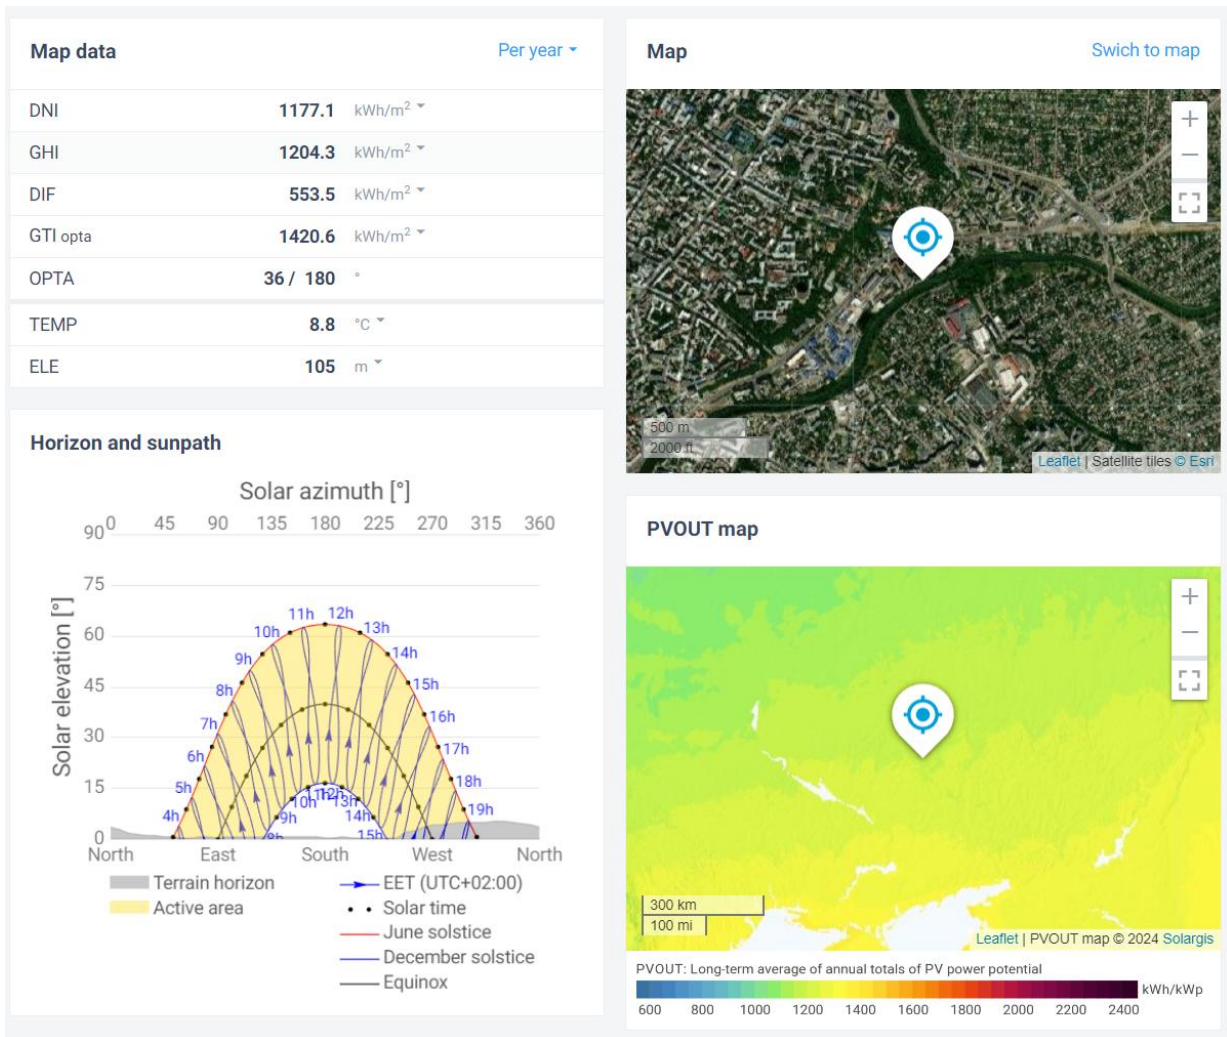 Map data
Per year
DNI 1177.1 kWh/m²
GHI 1204.3 kWh/m²
DIF 553.5 kWh/m²
GTI opta 1420.6 kWh/m²
OPTA 36 / 180 °
TEMP 8.8 °C
ELE 105 m
Horizon and sunpath
Solar azimuth [°]
0 45 90 135 180 225 270 315 360
Solar elevation [°]
90
75
60
45
30
15
0
11h 12h
10h 13h
9h 14h
8h 15h
7h 16h
6h 17h
5h 18h
4h 19h
8h 9h 10h 11h 12h 13h 14h 15h
North East South West North
Terrain horizon
Active area
EET (UTC+02:00)
Solar time
June solstice
December solstice
Equinox
Map
Swich to map
+
−
500 m
2000 ft
Leaflet | Satellite tiles © Esri
PVOUT map
+
−
300 km
100 mi
Leaflet | PVOUT map © 2024 Solargis
PVOUT: Long-term average of annual totals of PV power potential
kWh/kWp
600 800 1000 1200 1400 1600 1800 2000 2200 2400